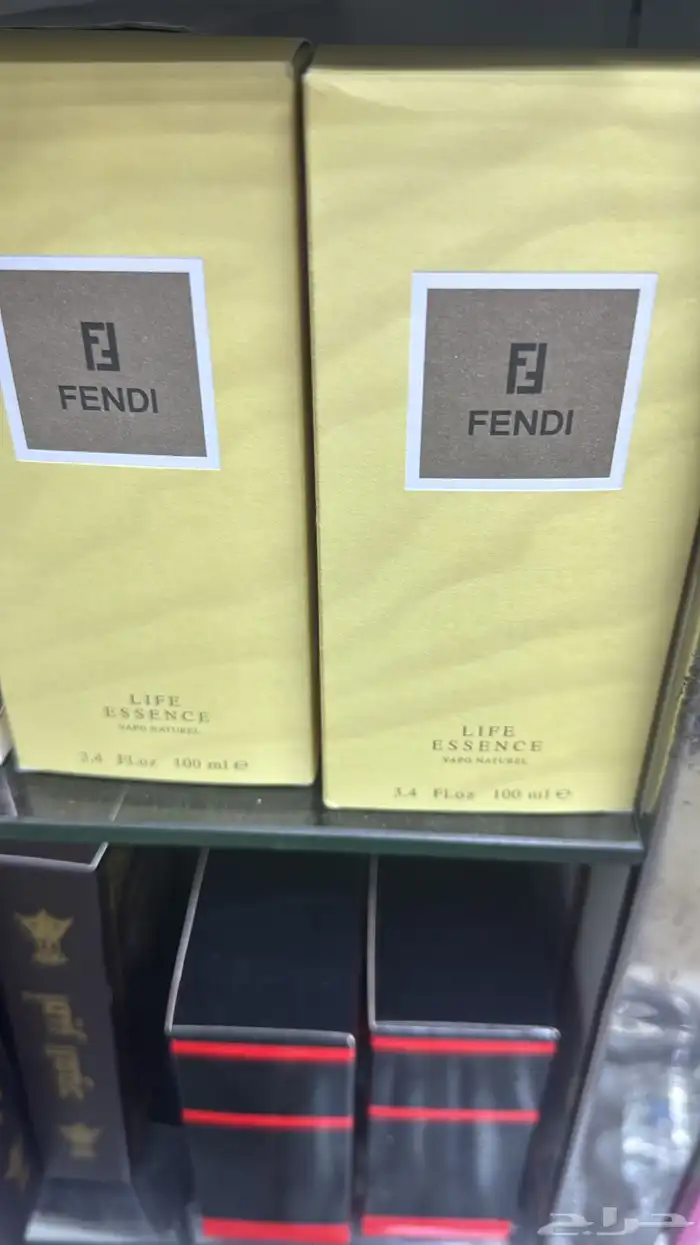 FENDI
LIFE
ESSENCE
VAPO NATUREL
3.4 Fl.oz 100 ml e
FENDI
LIFE
ESSENCE
VAPO NATUREL
3.4 Fl.oz 100 ml e
حراج